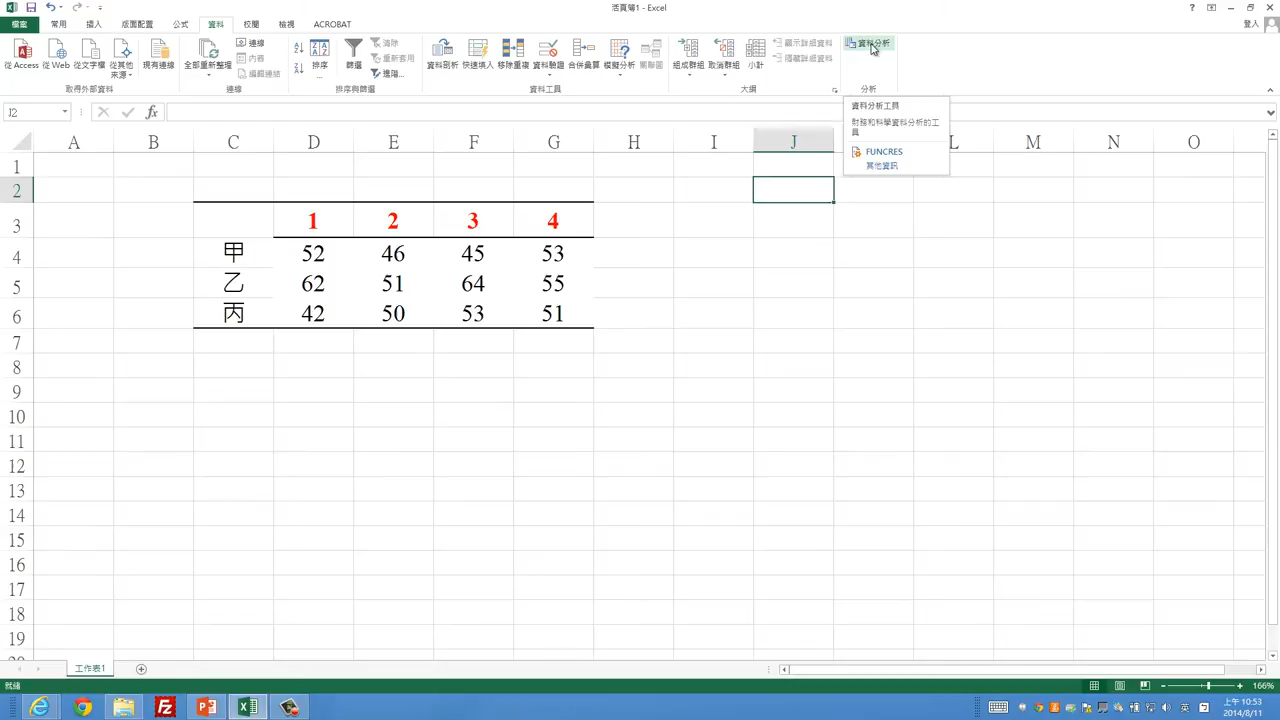 活頁簿1 - Excel
檔案 常用 插入 版面配置 公式 資料 校閱 檢視 ACROBAT 登入
從 Access 從 Web 從文字檔 從其他來源 現有連線 全部重新整理 連線 內容 編輯連結 排序 篩選 清除 重新套用 進階... 資料剖析 快速填入 移除重複 資料驗證 合併彙算 模擬分析 關聯圖 組成群組 取消群組 小計 顯示詳細資料 隱藏詳細資料 資料分析
取得外部資料 連線 排序與篩選 資料工具 大綱 分析
J2
資料分析工具
財務和科學資料分析的工
具
FUNCRES
其他資訊
A B C D E F G H I J L M N O
1
2
3 1 2 3 4
4 甲 52 46 45 53
5 乙 62 51 64 55
6 丙 42 50 53 51
7
8
9
10
11
12
13
14
15
16
17
18
19
工作表1
就緒 166%
英 上午 10:53
2014/8/11